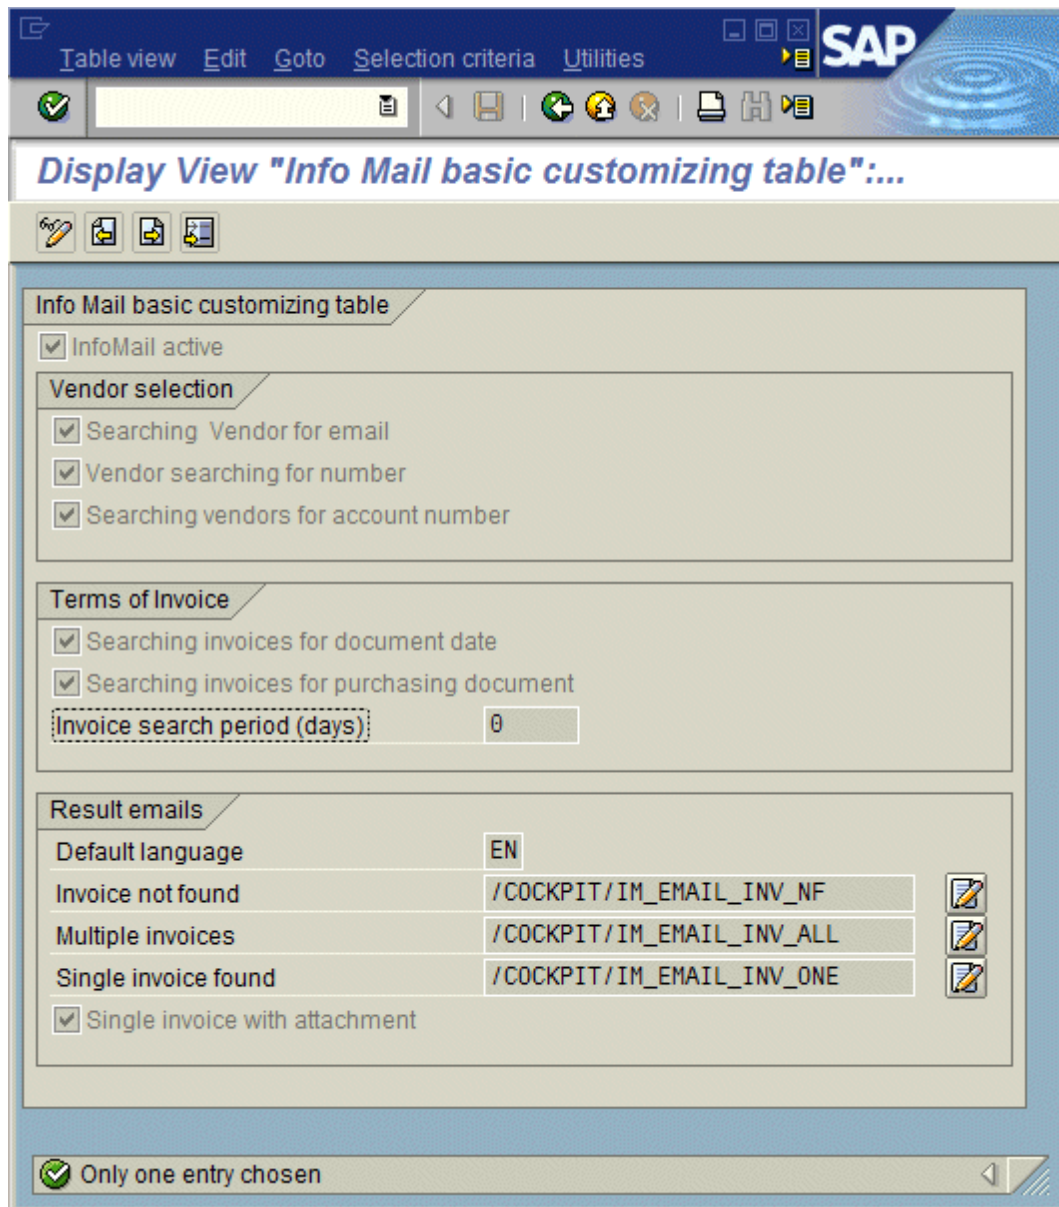 Table view Edit Goto Selection criteria Utilities
SAP
Display View "Info Mail basic customizing table":...
Info Mail basic customizing table
InfoMail active
Vendor selection
Searching Vendor for email
Vendor searching for number
Searching vendors for account number
Terms of Invoice
Searching invoices for document date
Searching invoices for purchasing document
Invoice search period (days) 0
Result emails
Default language EN
Invoice not found /COCKPIT/IM_EMAIL_INV_NF
Multiple invoices /COCKPIT/IM_EMAIL_INV_ALL
Single invoice found /COCKPIT/IM_EMAIL_INV_ONE
Single invoice with attachment
Only one entry chosen